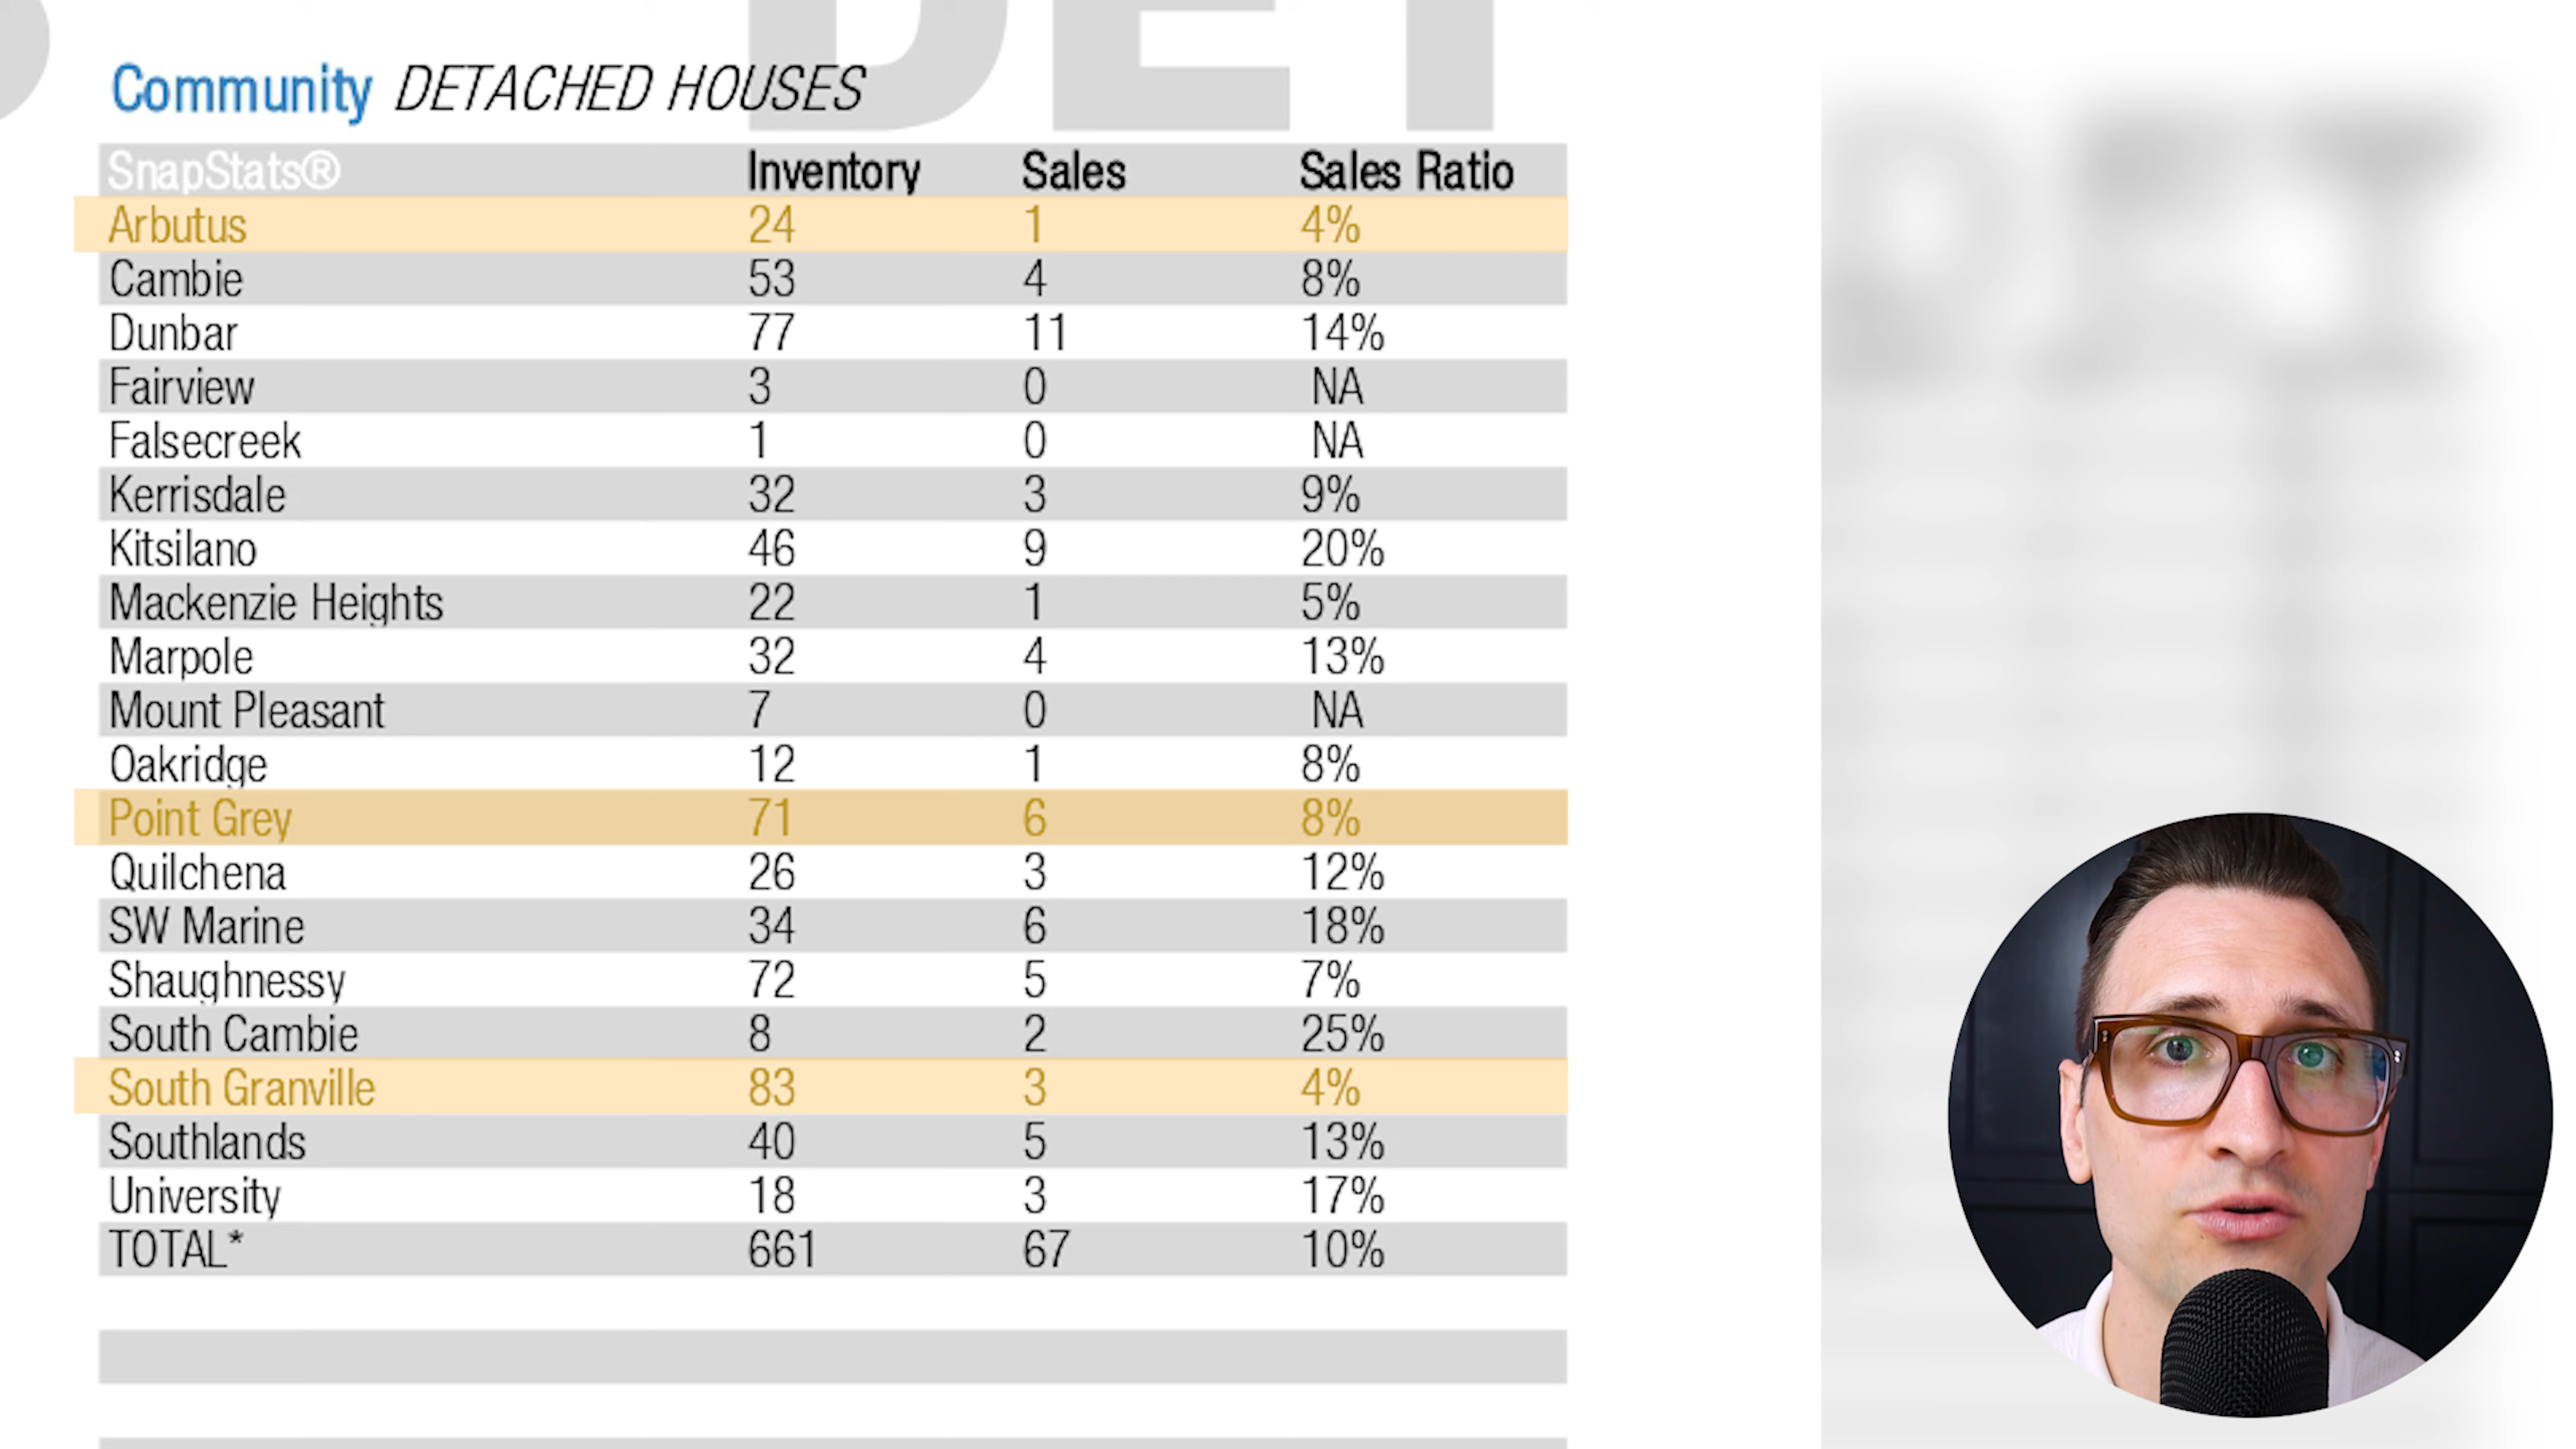 DET
Community DETACHED HOUSES
SnapStats® Inventory Sales Sales Ratio
Arbutus 24 1 4%
Cambie 53 4 8%
Dunbar 77 11 14%
Fairview 3 0 NA
Falsecreek 1 0 NA
Kerrisdale 32 3 9%
Kitsilano 46 9 20%
Mackenzie Heights 22 1 5%
Marpole 32 4 13%
Mount Pleasant 7 0 NA
Oakridge 12 1 8%
Point Grey 71 6 8%
Quilchena 26 3 12%
SW Marine 34 6 18%
Shaughnessy 72 5 7%
South Cambie 8 2 25%
South Granville 83 3 4%
Southlands 40 5 13%
University 18 3 17%
TOTAL* 661 67 10%